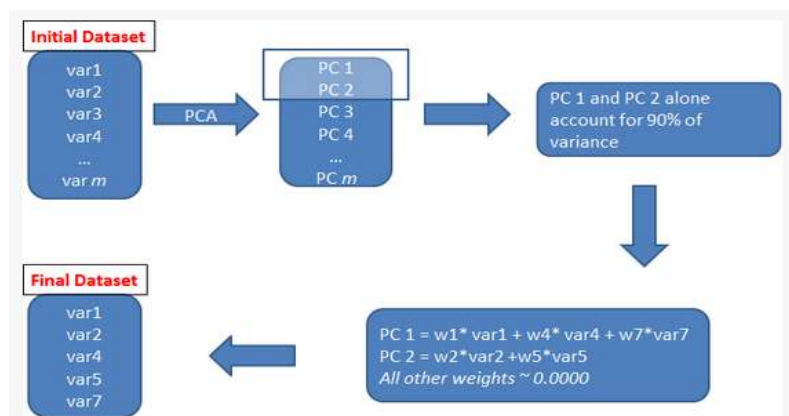 Initial Dataset
var1
var2
var3
var4
...
var m
PCA
PC 1
PC 2
PC 3
PC 4
...
PC m
PC 1 and PC 2 alone
account for 90% of
variance
PC 1 = w1* var1 + w4* var4 + w7*var7
PC 2 = w2*var2 +w5*var5
All other weights ~ 0.0000
Final Dataset
var1
var2
var4
var5
var7